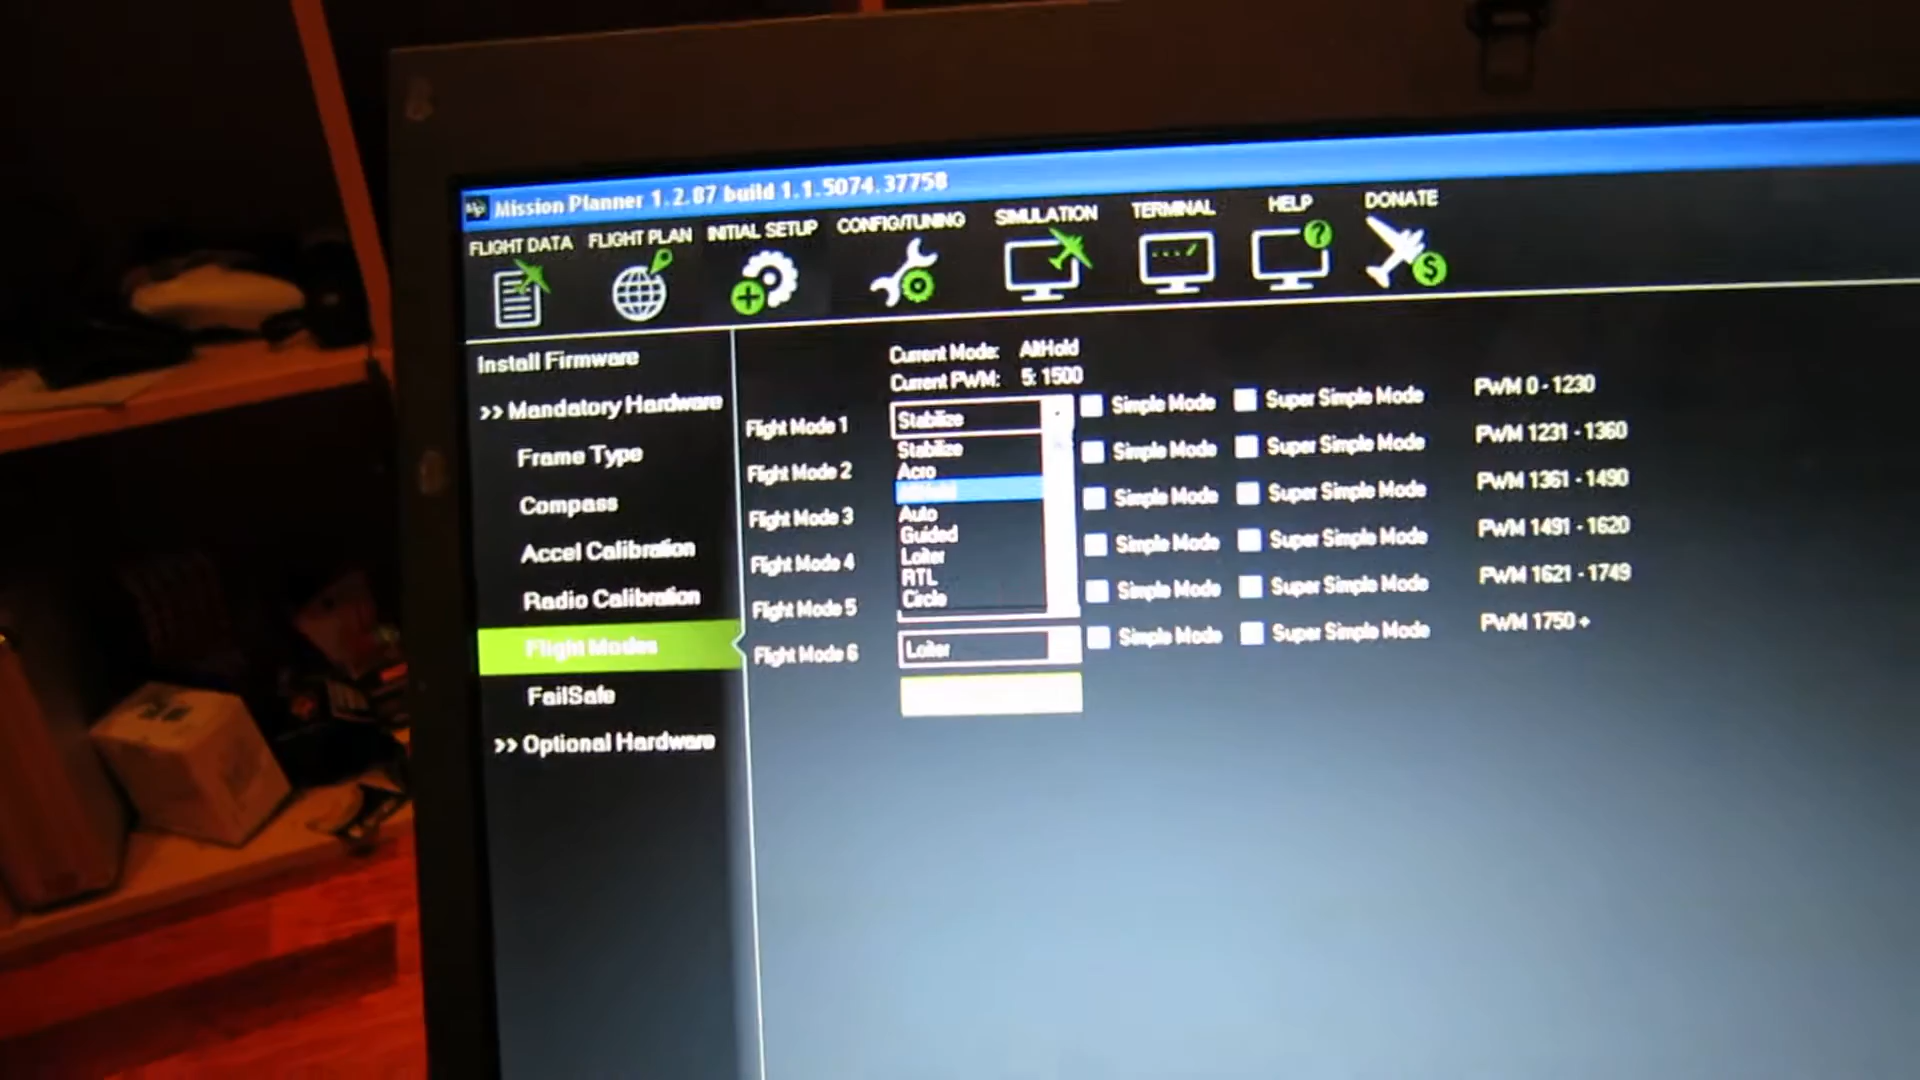 Mission Planner 1.2.87 build 1.1.5074.37758
FLIGHT DATA FLIGHT PLAN INITIAL SETUP CONFIG/TUNING SIMULATION TERMINAL HELP DONATE
Install Firmware
>> Mandatory Hardware
Frame Type
Compass
Accel Calibration
Radio Calibration
Flight Modes
FailSafe
>> Optional Hardware
Current Mode: AltHold
Current PWM: 5: 1500
Flight Mode 1 Stabilize Simple Mode Super Simple Mode PWM 0 - 1230
Stabilize
Flight Mode 2 Acro Simple Mode Super Simple Mode PWM 1231 - 1360
AltHold
Flight Mode 3 Auto Simple Mode Super Simple Mode PWM 1361 - 1490
Guided
Flight Mode 4 Loiter Simple Mode Super Simple Mode PWM 1491 - 1620
RTL
Flight Mode 5 Circle Simple Mode Super Simple Mode PWM 1621 - 1749
Flight Mode 6 Loiter Simple Mode Super Simple Mode PWM 1750 +